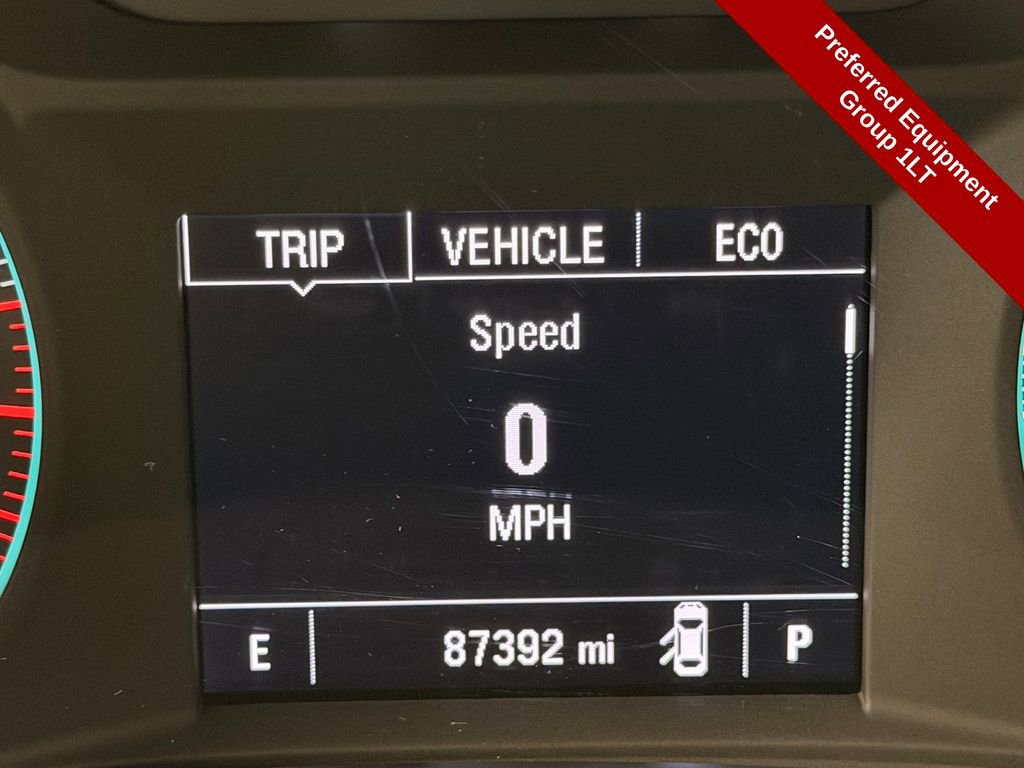 Preferred Equipment
Group 1LT
TRIP VEHICLE ECO
Speed
0
MPH
E 87392 mi P